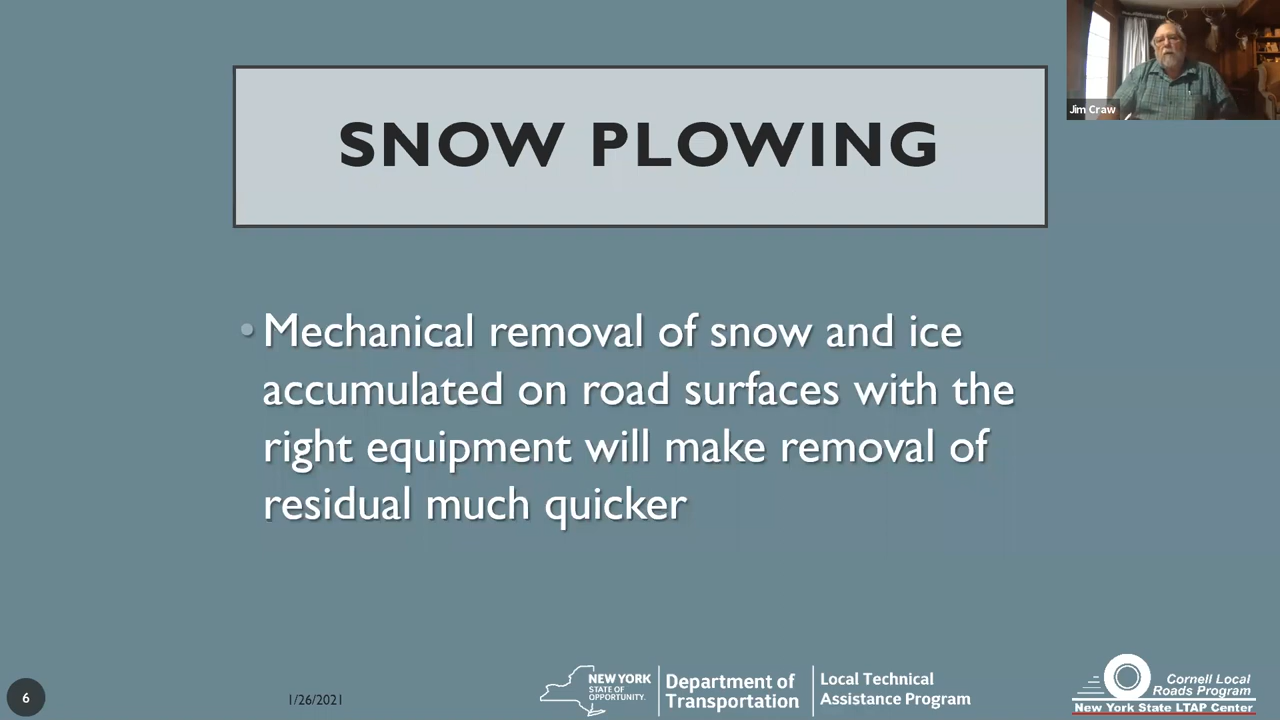 Jim Craw
SNOW PLOWING
• Mechanical removal of snow and ice
accumulated on road surfaces with the
right equipment will make removal of
residual much quicker
6
1/26/2021
NEW YORK
STATE OF
OPPORTUNITY.
Department of
Transportation
Local Technical
Assistance Program
Cornell Local
Roads Program
New York State LTAP Center